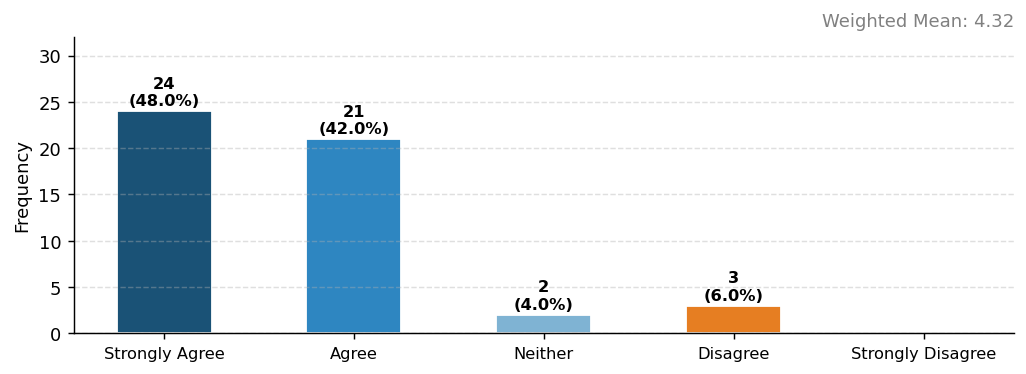 Weighted Mean: 4.32
Frequency
30
25
20
15
10
5
0
24
(48.0%)
21
(42.0%)
2
(4.0%)
3
(6.0%)
Strongly Agree
Agree
Neither
Disagree
Strongly Disagree